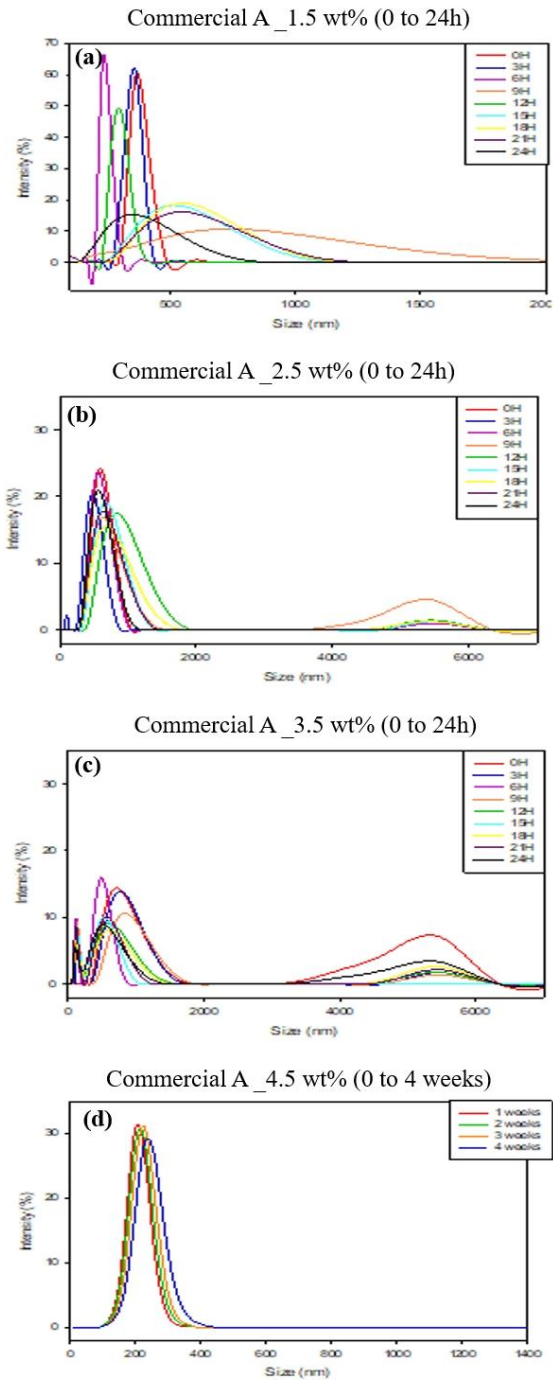 Commercial A _1.5 wt% (0 to 24h)
(a)
70
60
50
40
30
20
10
0
Intensity (%)
500
1000
1500
2000
Size (nm)
0H
3H
6H
9H
12H
15H
18H
21H
24H
Commercial A _2.5 wt% (0 to 24h)
(b)
30
20
10
0
Intensity (%)
0
2000
4000
6000
Size (nm)
0H
3H
6H
9H
12H
15H
18H
21H
24H
Commercial A _3.5 wt% (0 to 24h)
(c)
30
20
10
0
Intensity (%)
0
2000
4000
6000
Size (nm)
0H
3H
6H
9H
12H
15H
18H
21H
24H
Commercial A _4.5 wt% (0 to 4 weeks)
(d)
30
20
10
0
Intensity (%)
0
200
400
600
800
1000
1200
1400
Size (nm)
1 weeks
2 weeks
3 weeks
4 weeks